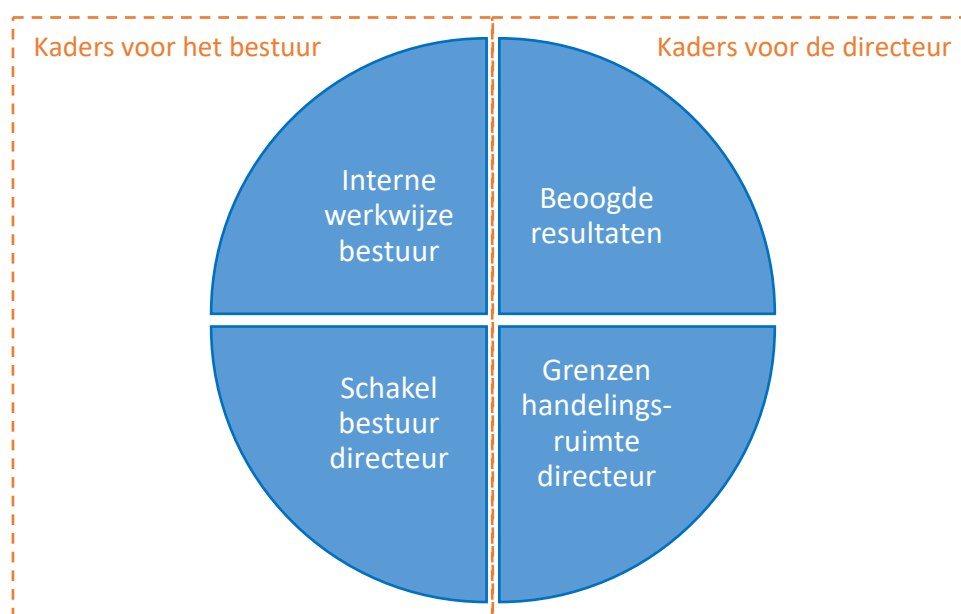 Kaders voor het bestuur
Kaders voor de directeur
Interne
werkwijze
bestuur
Beoogde
resultaten
Schakel
bestuur
directeur
Grenzen
handelings-
ruimte
directeur